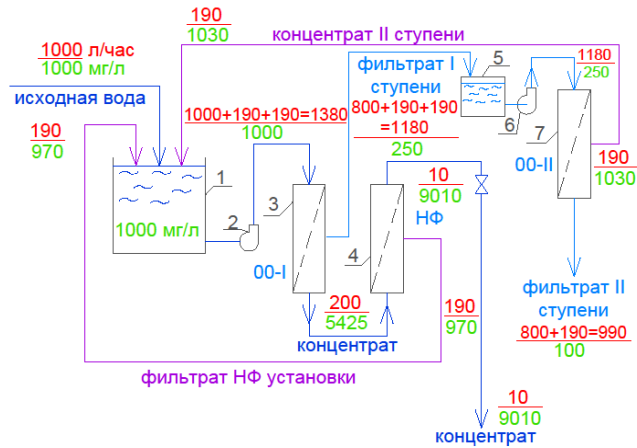 190
1030
концентрат II ступени
1000 л/час
1000 мг/л
исходная вода
190
970
1000+190+190=1380
1000
фильтрат I
ступени
800+190+190
=1180
250
5
6
1180
250
7
00-II
190
1030
1
1000 мг/л
2
3
00-I
4
10
9010
НФ
200
5425
концентрат
190
970
фильтрат НФ установки
фильтрат II
ступени
800+190=990
100
10
9010
концентрат